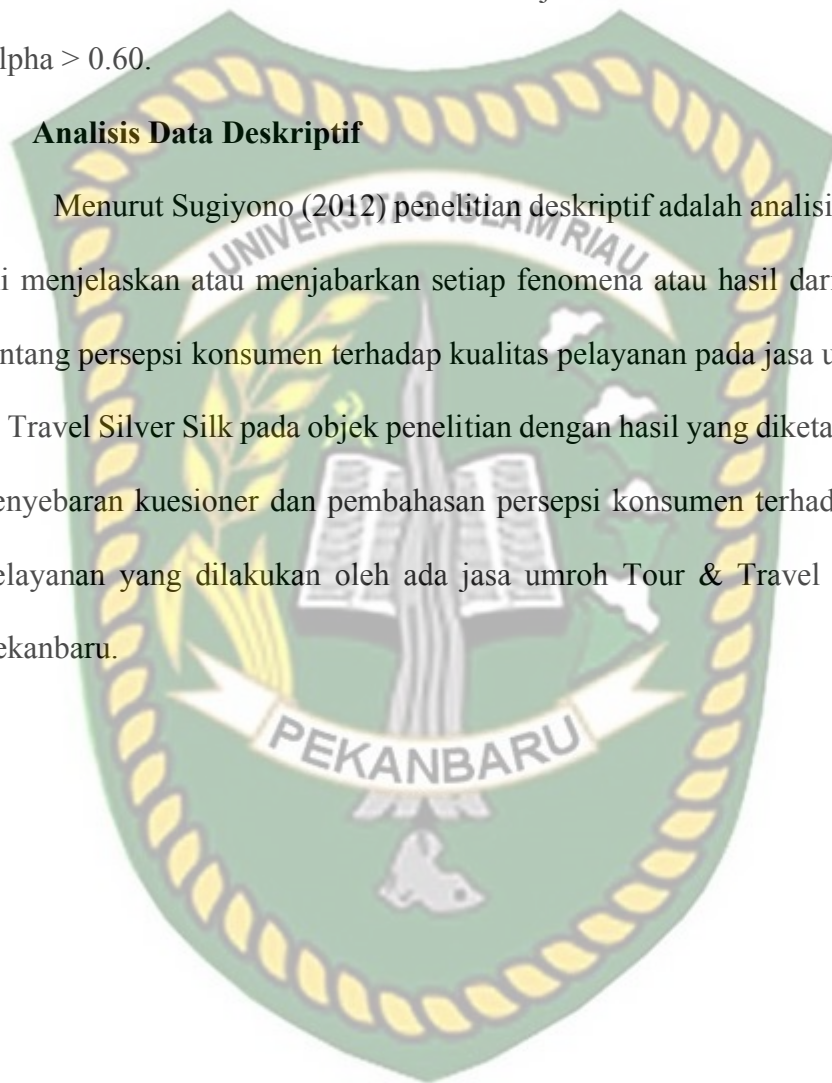 lpha > 0.60.
Analisis Data Deskriptif
Menurut Sugiyono (2012) penelitian deskriptif adalah analisi
i menjelaskan atau menjabarkan setiap fenomena atau hasil dari
ntang persepsi konsumen terhadap kualitas pelayanan pada jasa u
Travel Silver Silk pada objek penelitian dengan hasil yang diketa
enyebaran kuesioner dan pembahasan persepsi konsumen terhad
elayanan yang dilakukan oleh ada jasa umroh Tour & Travel
ekanbaru.
UNIVERSITAS ISLAM RIAU
PEKANBARU